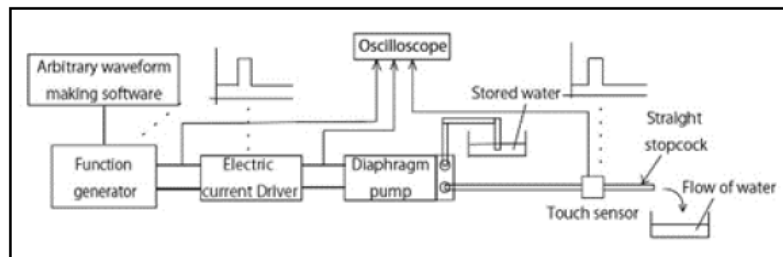 Oscilloscope
Arbitrary waveform
making software
Stored water
Straight
stopcock
Function
generator
Electric
current Driver
Diaphragm
pump
Touch sensor
Flow of water